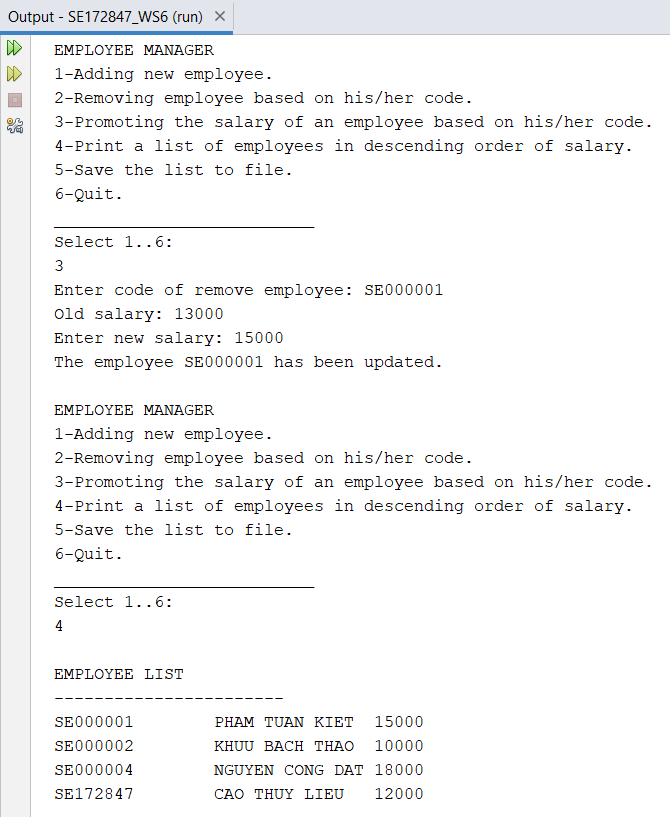 Output - SE172847_WS6 (run)
EMPLOYEE MANAGER
1-Adding new employee.
2-Removing employee based on his/her code.
3-Promoting the salary of an employee based on his/her code.
4-Print a list of employees in descending order of salary.
5-Save the list to file.
6-Quit.
__________________________
Select 1..6:
3
Enter code of remove employee: SE000001
Old salary: 13000
Enter new salary: 15000
The employee SE000001 has been updated.
EMPLOYEE MANAGER
1-Adding new employee.
2-Removing employee based on his/her code.
3-Promoting the salary of an employee based on his/her code.
4-Print a list of employees in descending order of salary.
5-Save the list to file.
6-Quit.
__________________________
Select 1..6:
4
EMPLOYEE LIST
-----------------------
SE000001        PHAM TUAN KIET  15000
SE000002        KHUU BACH THAO  10000
SE000004        NGUYEN CONG DAT 18000
SE172847        CAO THUY LIEU   12000